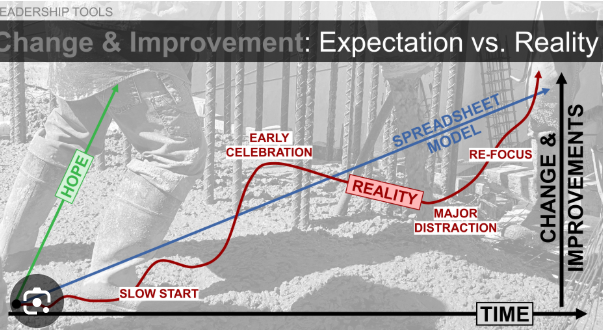 EADERSHIP TOOLS
Change & Improvement: Expectation vs. Reality
HOPE
EARLY
CELEBRATION
SPREADSHEET
MODEL
RE-FOCUS
REALITY
MAJOR
DISTRACTION
SLOW START
CHANGE &
IMPROVEMENTS
TIME